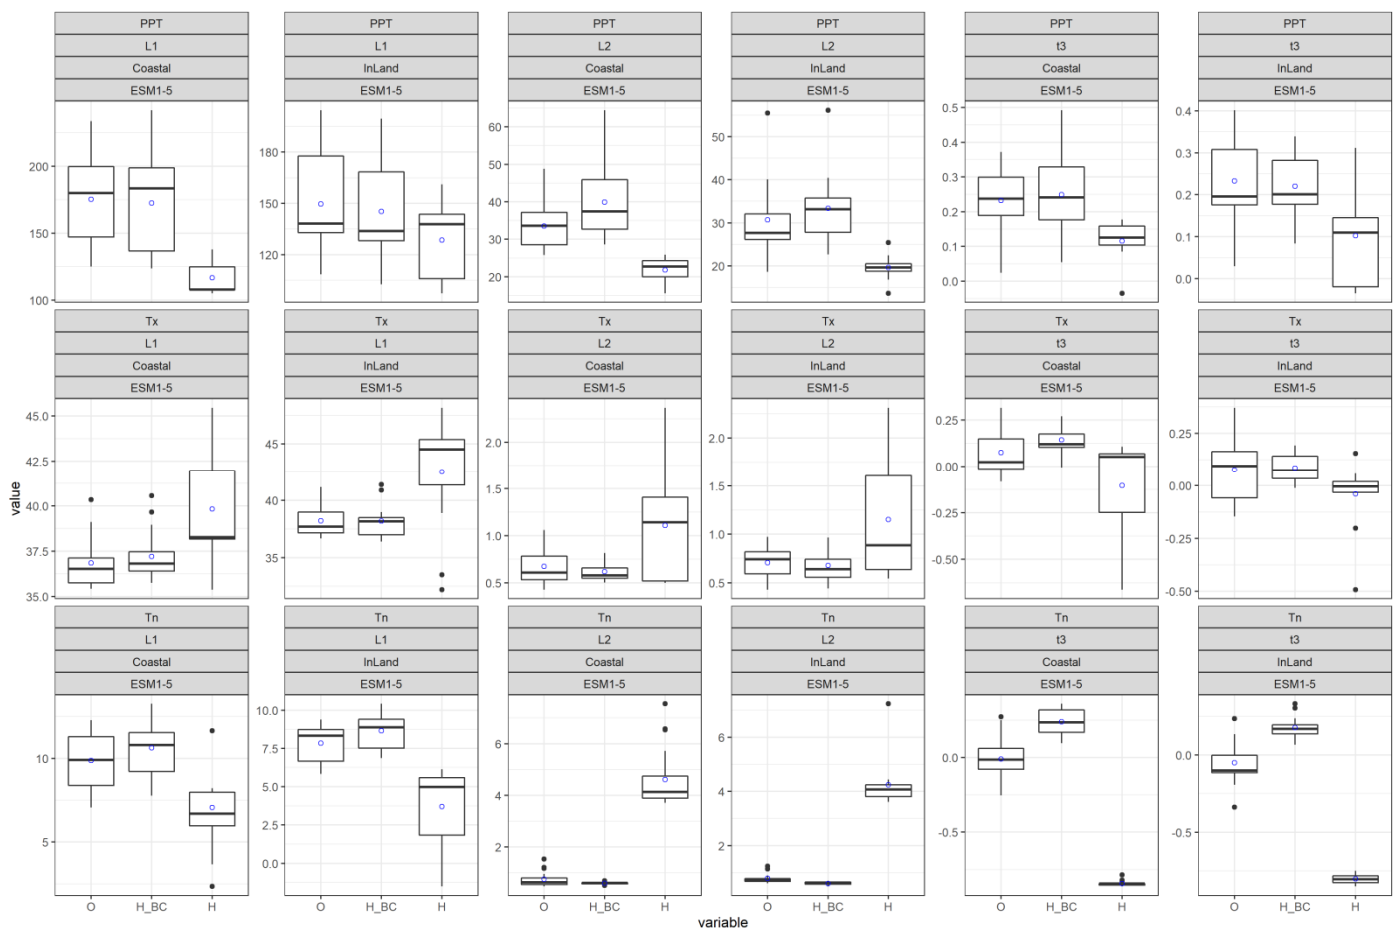 PPT PPT PPT PPT PPT PPT
L1 L1 L2 L2 t3 t3
Coastal InLand Coastal InLand Coastal InLand
ESM1-5 ESM1-5 ESM1-5 ESM1-5 ESM1-5 ESM1-5
200 150 100
180 150 120
60 50 40 30 20
50 40 30 20
0.5 0.4 0.3 0.2 0.1 0.0
0.4 0.3 0.2 0.1 0.0
Tx Tx Tx Tx Tx Tx
L1 L1 L2 L2 t3 t3
Coastal InLand Coastal InLand Coastal InLand
ESM1-5 ESM1-5 ESM1-5 ESM1-5 ESM1-5 ESM1-5
value
45.0 42.5 40.0 37.5 35.0
45 40 35
2.0 1.5 1.0 0.5
2.0 1.5 1.0 0.5
0.25 0.00 -0.25 -0.50
0.25 0.00 -0.25 -0.50
Tn Tn Tn Tn Tn Tn
L1 L1 L2 L2 t3 t3
Coastal InLand Coastal InLand Coastal InLand
ESM1-5 ESM1-5 ESM1-5 ESM1-5 ESM1-5 ESM1-5
10 5
10.0 7.5 5.0 2.5 0.0
6 4 2
6 4 2
0.0 -0.5
0.0 -0.5
O H_BC H O H_BC H O H_BC H O H_BC H O H_BC H O H_BC H
variable